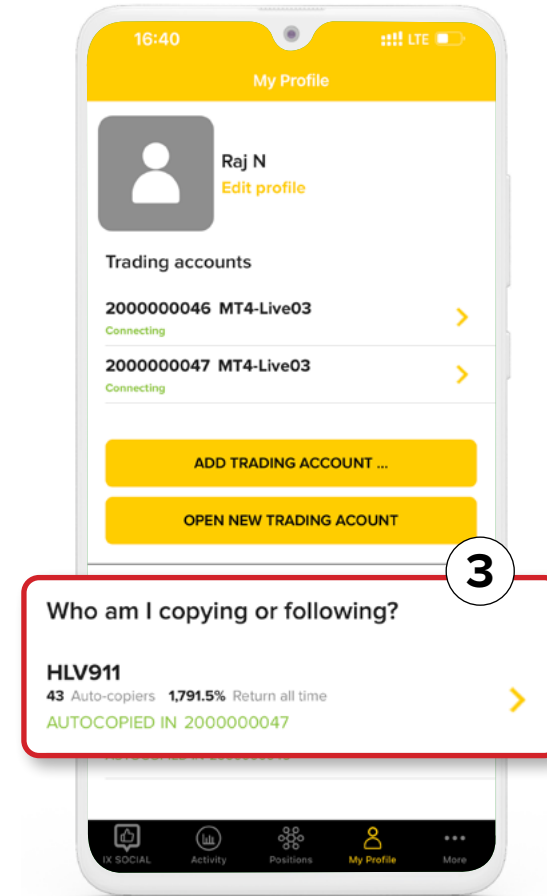 16:40
LTE
My Profile
Raj N
Edit profile
Trading accounts
2000000046 MT4-Live03
Connecting
2000000047 MT4-Live03
Connecting
ADD TRADING ACCOUNT ...
OPEN NEW TRADING ACOUNT
3
Who am I copying or following?
HLV911
43 Auto-copiers 1,791.5% Return all time
AUTOCOPIED IN 2000000047
IX SOCIAL Activity Positions My Profile More